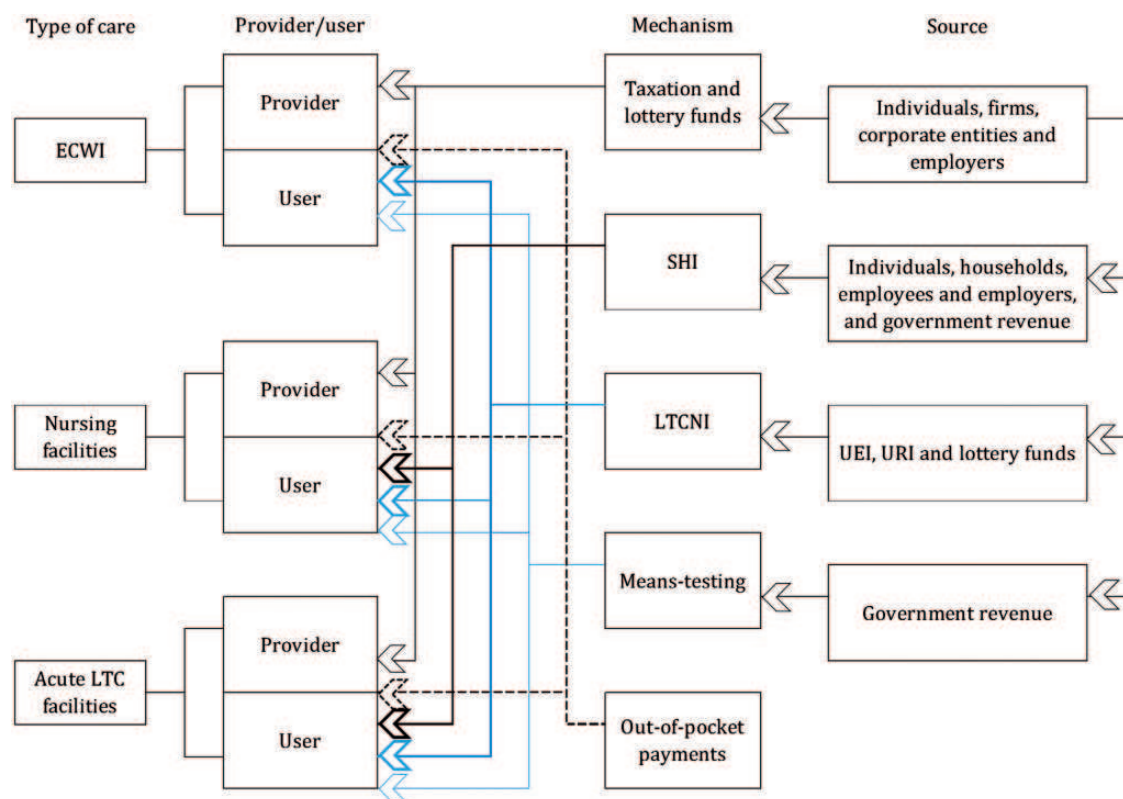 Type of care
Provider/user
Mechanism
Source
ECWI
Provider
User
Taxation and
lottery funds
Individuals, firms,
corporate entities and
employers
SHI
Individuals, households,
employees and employers,
and government revenue
Nursing
facilities
Provider
User
LTCNI
UEI, URI and lottery funds
Means-testing
Government revenue
Acute LTC
facilities
Provider
User
Out-of-pocket
payments